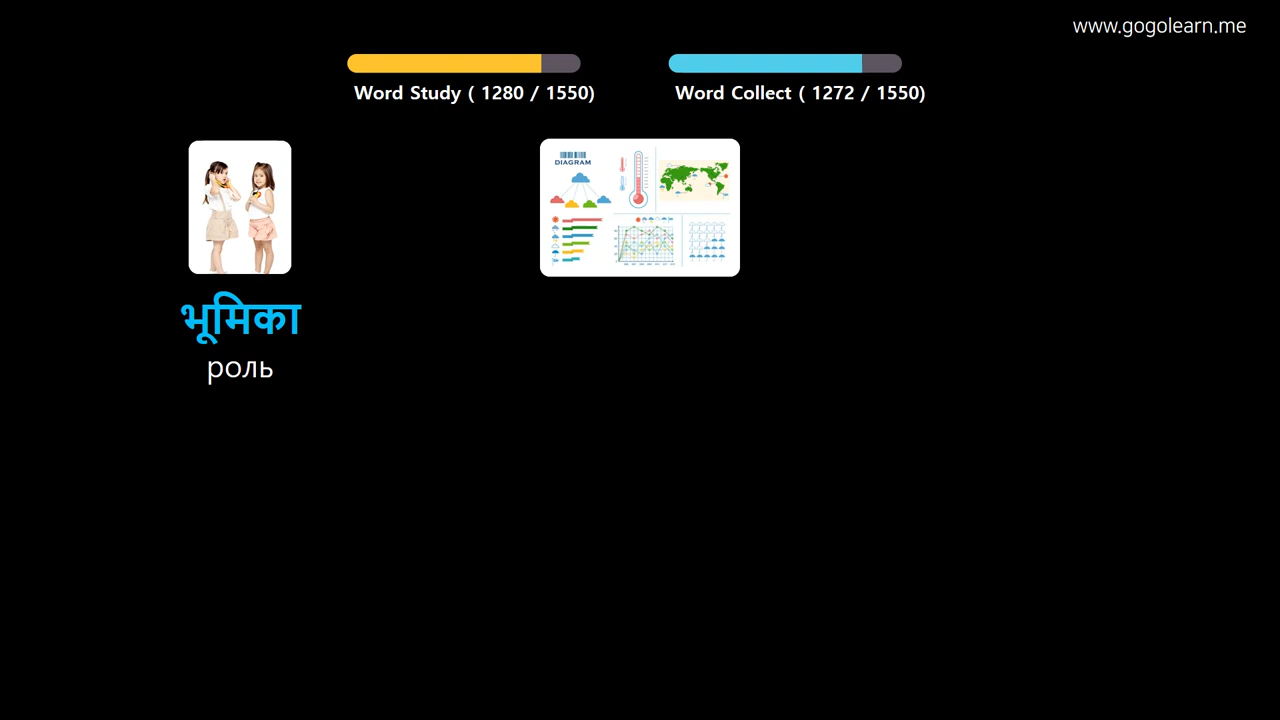 www.gogolearn.me
Word Study ( 1280 / 1550)
Word Collect ( 1272 / 1550)
DIAGRAM
भूमिका
роль